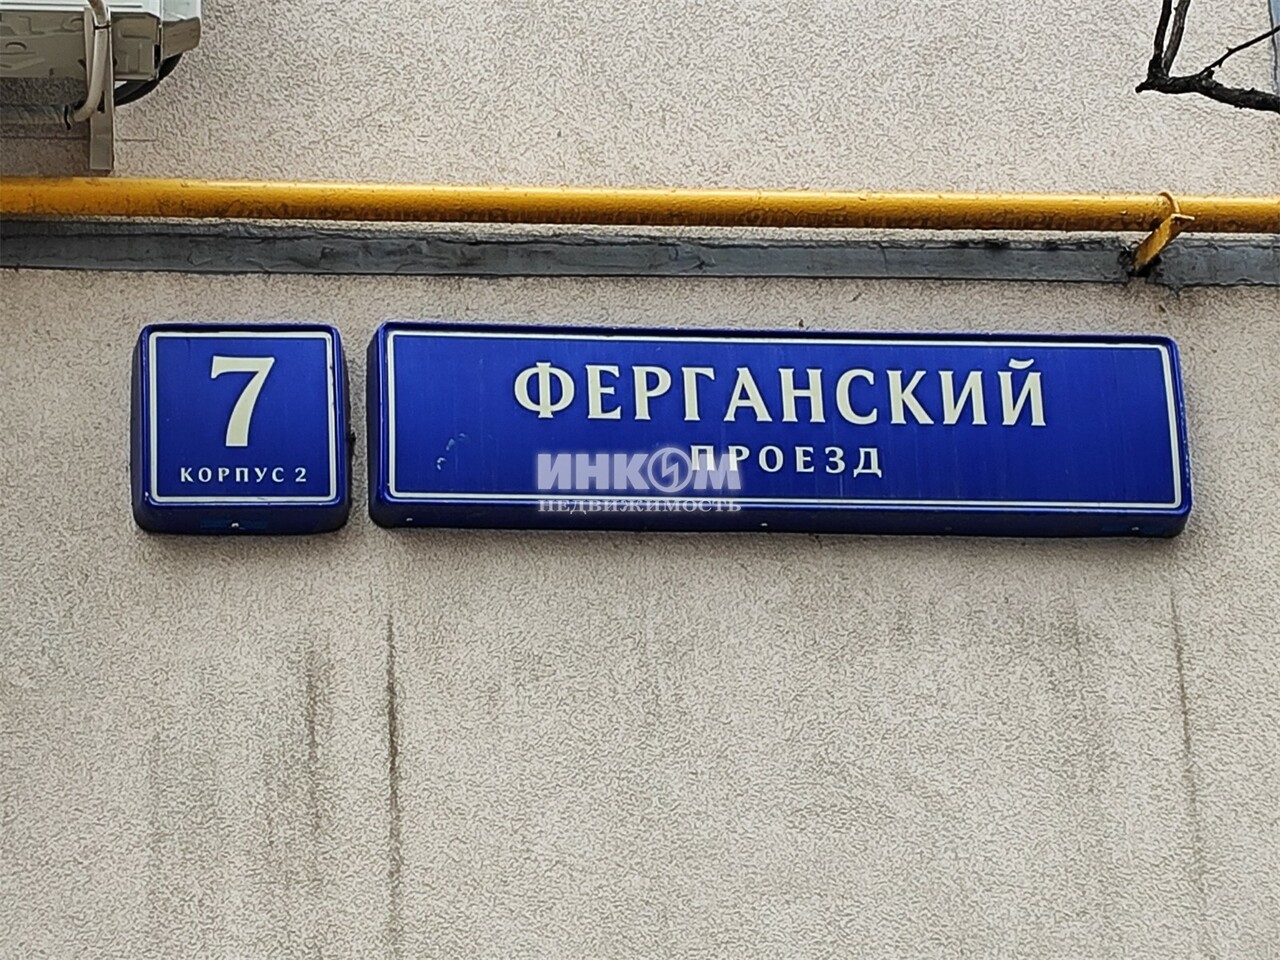 7
КОРПУС 2
ФЕРГАНСКИЙ
ПРОЕЗД
ИНКОМ
НЕДВИЖИМОСТЬ